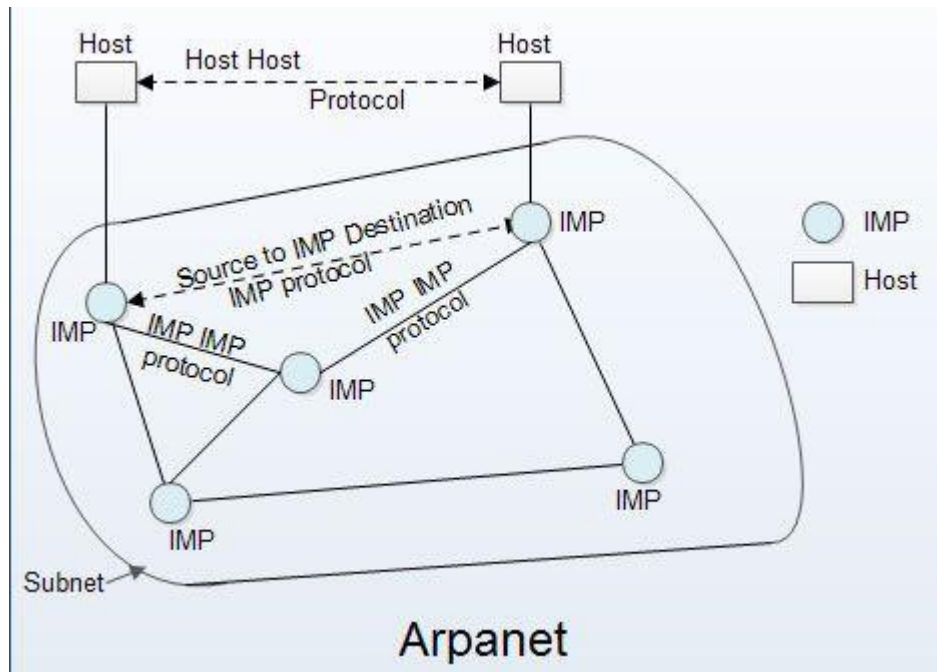 Host
Host
Host Host
Protocol
Source to IMP Destination
IMP protocol
IMP
IMP
Host
IMP
IMP IMP
protocol
IMP IMP
protocol
IMP
IMP
IMP
Subnet
Arpanet